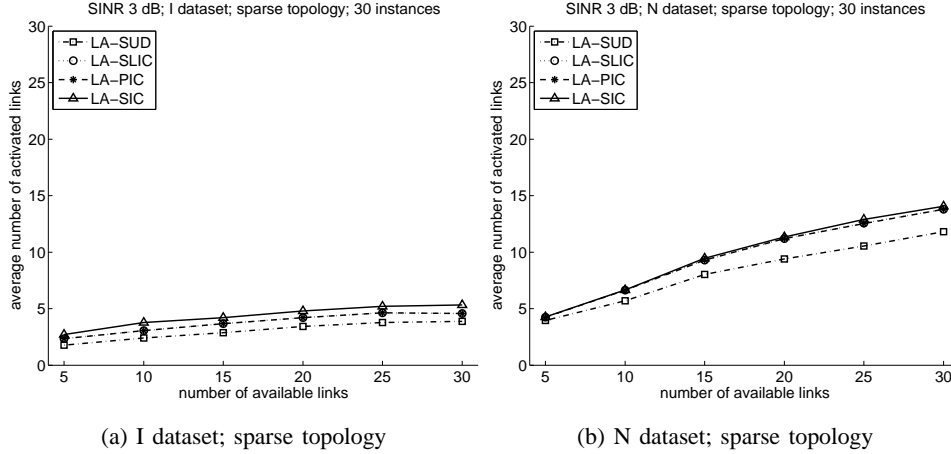 SINR 3 dB; I dataset; sparse topology; 30 instances
30
25
20
15
10
5
0
average number of activated links
LA-SUD
LA-SLIC
LA-PIC
LA-SIC
5 10 15 20 25 30
number of available links
(a) I dataset; sparse topology
SINR 3 dB; N dataset; sparse topology; 30 instances
30
25
20
15
10
5
0
average number of activated links
LA-SUD
LA-SLIC
LA-PIC
LA-SIC
5 10 15 20 25 30
number of available links
(b) N dataset; sparse topology